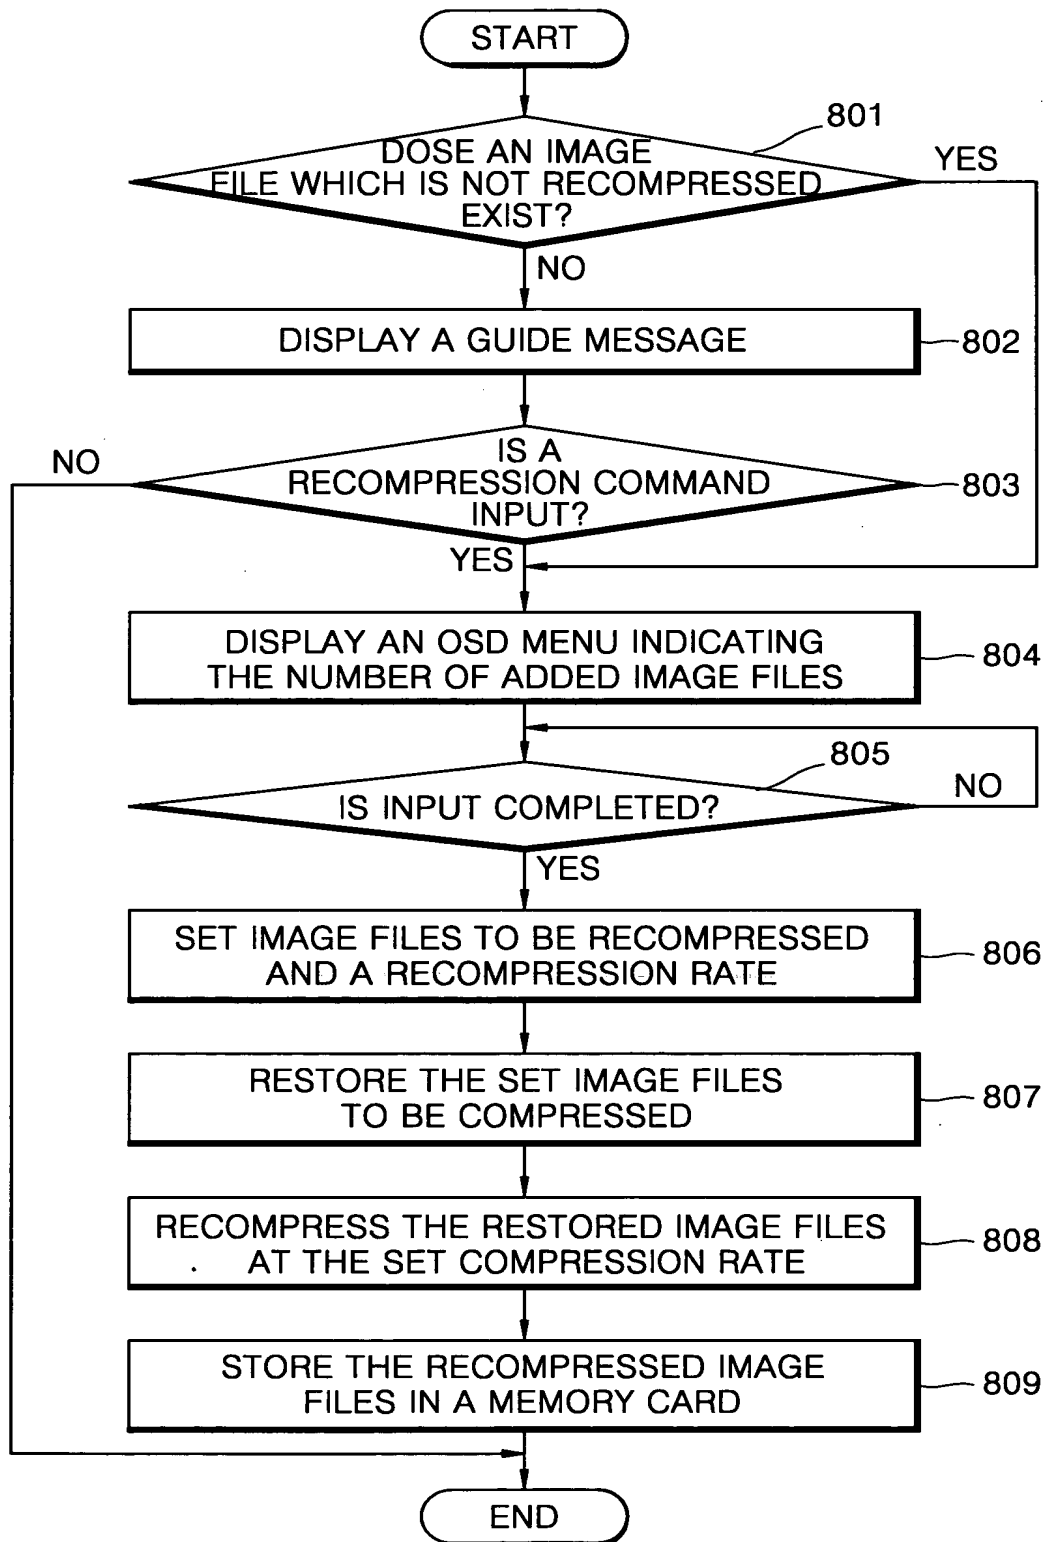 START
801
DOSE AN IMAGE
FILE WHICH IS NOT RECOMPRESSED
EXIST?
YES
NO
DISPLAY A GUIDE MESSAGE
802
NO
IS A
RECOMPRESSION COMMAND
INPUT?
803
YES
DISPLAY AN OSD MENU INDICATING
THE NUMBER OF ADDED IMAGE FILES
804
805
IS INPUT COMPLETED?
NO
YES
SET IMAGE FILES TO BE RECOMPRESSED
AND A RECOMPRESSION RATE
806
RESTORE THE SET IMAGE FILES
TO BE COMPRESSED
807
RECOMPRESS THE RESTORED IMAGE FILES
AT THE SET COMPRESSION RATE
808
STORE THE RECOMPRESSED IMAGE
FILES IN A MEMORY CARD
809
END